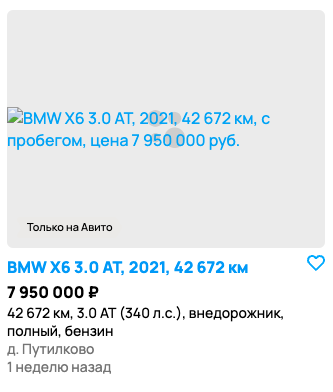 BMW X6 3.0 AT, 2021, 42 672 км, с
пробегом, цена 7 950 000 руб.
Только на Авито
BMW X6 3.0 AT, 2021, 42 672 км
7 950 000 ₽
42 672 км, 3.0 AT (340 л.с.), внедорожник,
полный, бензин
д. Путилково
1 неделю назад